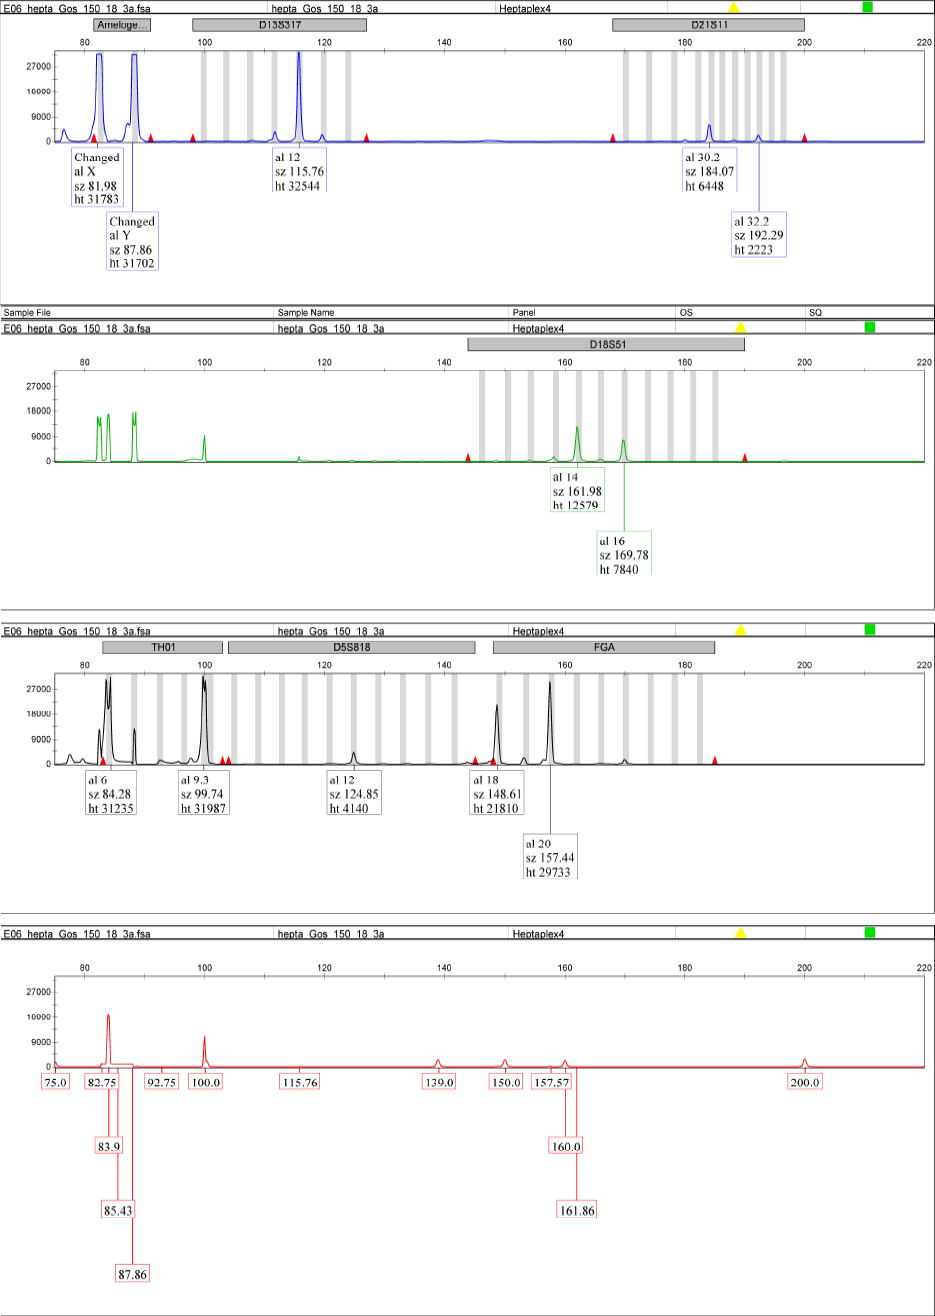 E06_hepta_Gos_150_18_3a.fsa hepta_Gos_150_18_3a Heptaplex4
Ameloge... D13S317 D21S11
80 100 120 140 160 180 200 220
27000
10000
9000
0
Changed
al X
sz 81.98
ht 31783
Changed
al Y
sz 87.86
ht 31702
al 12
sz 115.76
ht 32544
al 30.2
sz 184.07
ht 6448
al 32.2
sz 192.29
ht 2223
Sample File Sample Name Panel OS SQ
E06_hepta_Gos_150_18_3a.fsa hepta_Gos_150_18_3a Heptaplex4
D18S51
80 100 120 140 160 180 200 220
27000
18000
9000
0
al 14
sz 161.98
ht 12579
al 16
sz 169.78
ht 7840
E06_hepta_Gos_150_18_3a.fsa hepta_Gos_150_18_3a Heptaplex4
TH01 D5S818 FGA
80 100 120 140 160 180 200 220
27000
18000
9000
0
al 6
sz 84.28
ht 31235
al 9.3
sz 99.74
ht 31987
al 12
sz 124.85
ht 4140
al 18
sz 148.61
ht 21810
al 20
sz 157.44
ht 29733
E06_hepta_Gos_150_18_3a.fsa hepta_Gos_150_18_3a Heptaplex4
80 100 120 140 160 180 200 220
27000
10000
9000
0
75.0 82.75 92.75 100.0 115.76 139.0 150.0 157.57 200.0
83.9 160.0
85.43 161.86
87.86